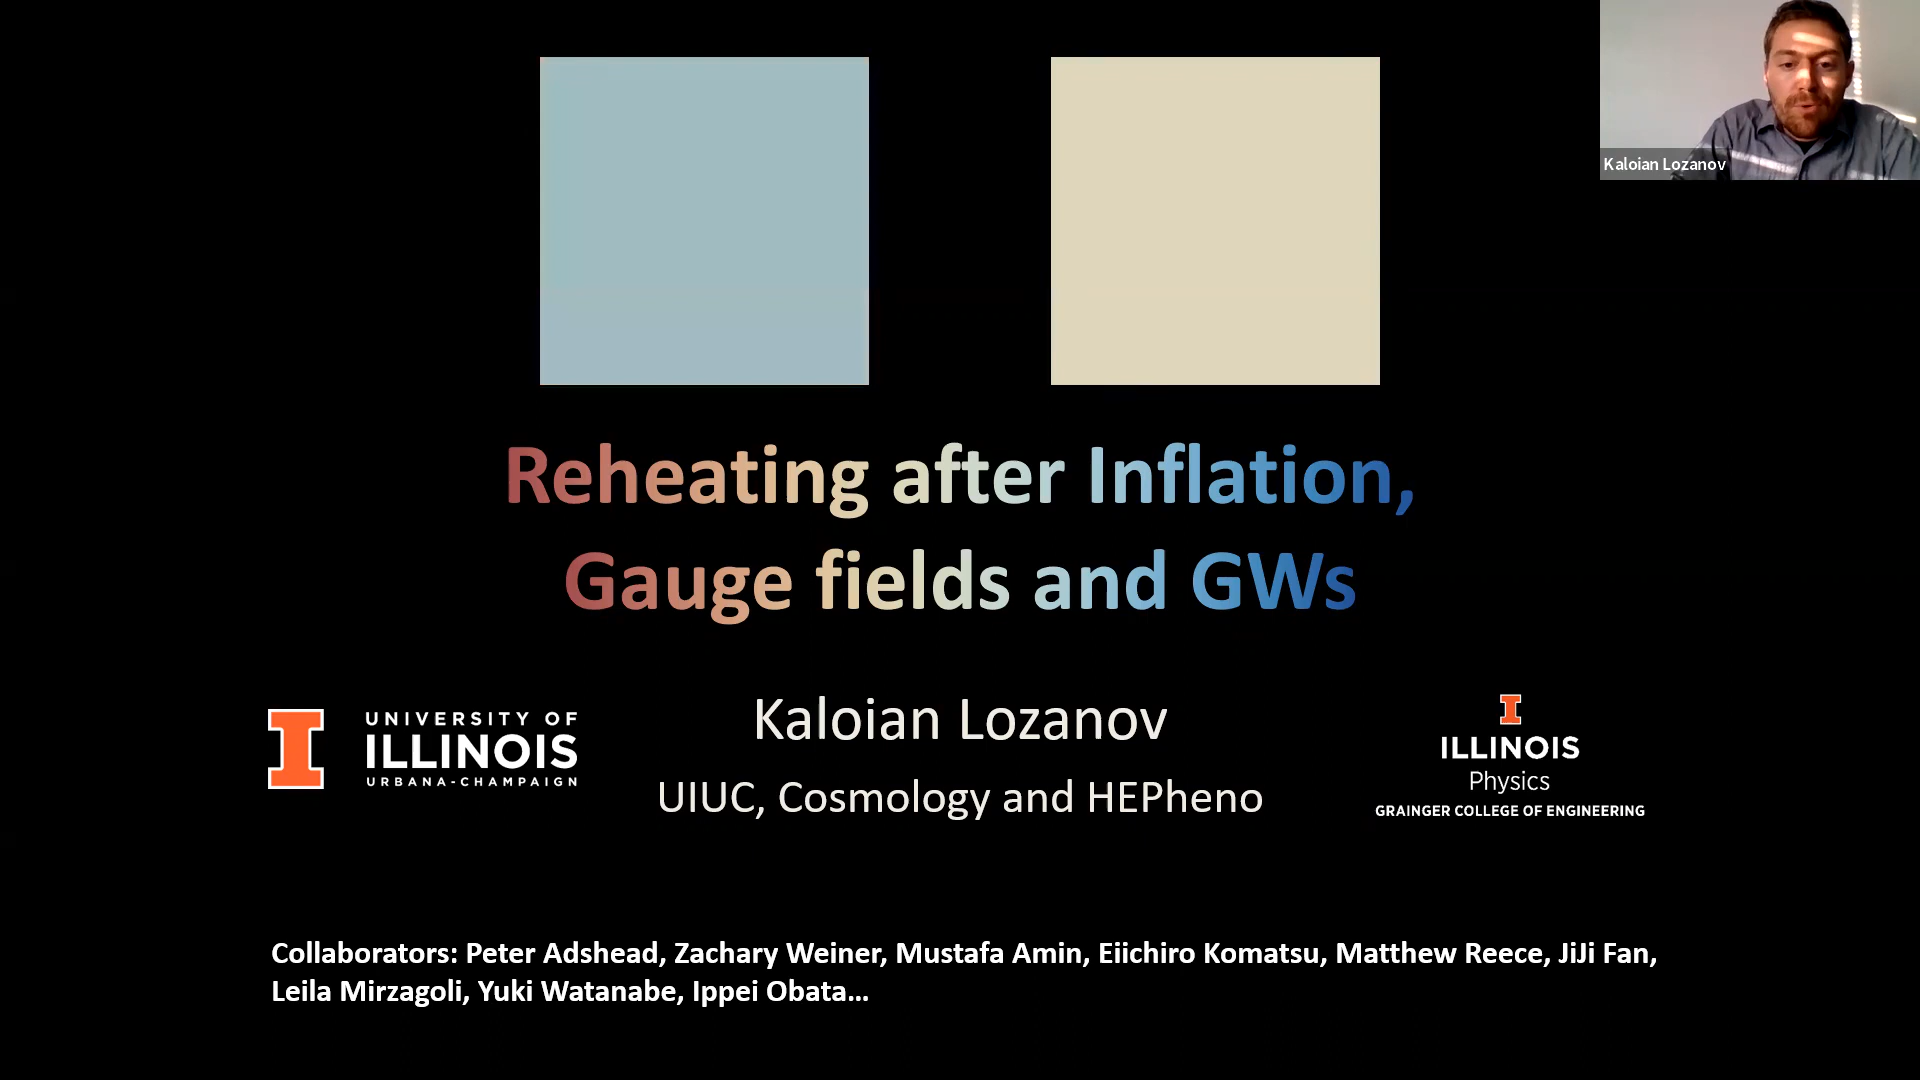 Kaloian Lozanov
Reheating after Inflation,
Gauge fields and GWs
UNIVERSITY OF
ILLINOIS
URBANA-CHAMPAIGN
Kaloian Lozanov
UIUC, Cosmology and HEPheno
ILLINOIS
Physics
GRAINGER COLLEGE OF ENGINEERING
Collaborators: Peter Adshead, Zachary Weiner, Mustafa Amin, Eiichiro Komatsu, Matthew Reece, JiJi Fan,
Leila Mirzagoli, Yuki Watanabe, Ippei Obata...